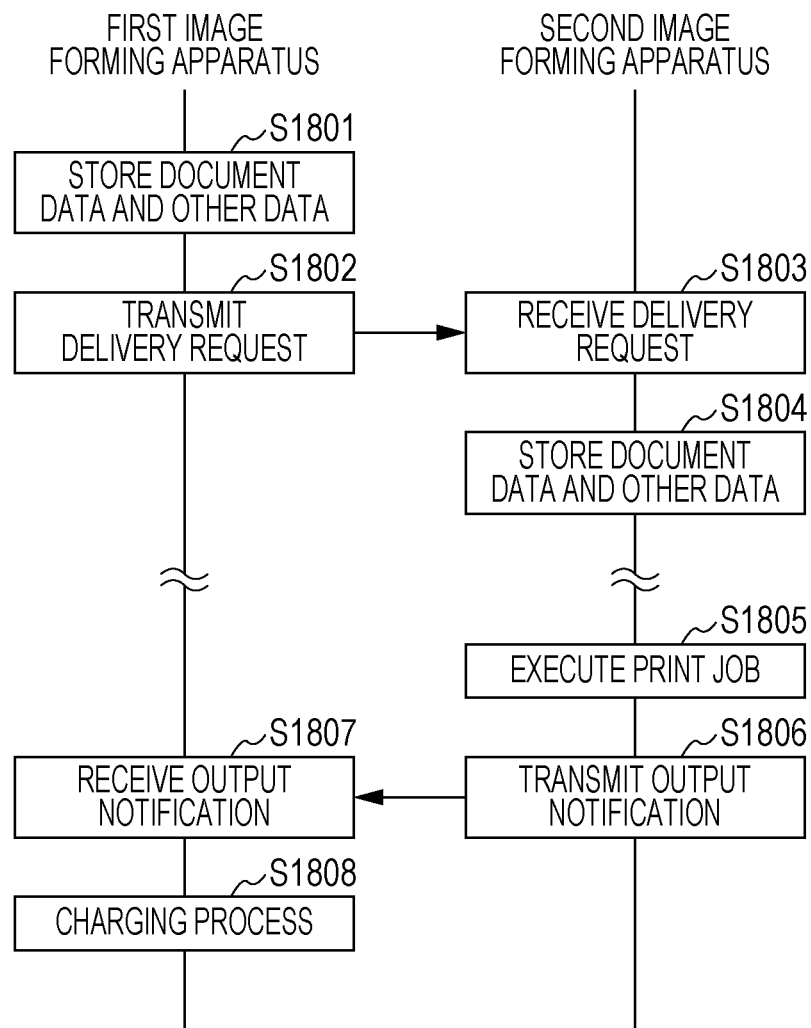 FIRST IMAGE
FORMING APPARATUS
SECOND IMAGE
FORMING APPARATUS
S1801
STORE DOCUMENT
DATA AND OTHER DATA
S1802
TRANSMIT
DELIVERY REQUEST
S1803
RECEIVE DELIVERY
REQUEST
S1804
STORE DOCUMENT
DATA AND OTHER DATA
S1805
EXECUTE PRINT JOB
S1806
TRANSMIT OUTPUT
NOTIFICATION
S1807
RECEIVE OUTPUT
NOTIFICATION
S1808
CHARGING PROCESS